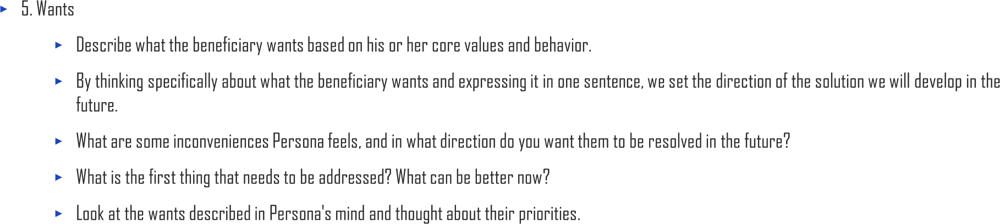 ▸ 5. Wants
▸ Describe what the beneficiary wants based on his or her core values and behavior.
▸ By thinking specifically about what the beneficiary wants and expressing it in one sentence, we set the direction of the solution we will develop in the
future.
▸ What are some inconveniences Persona feels, and in what direction do you want them to be resolved in the future?
▸ What is the first thing that needs to be addressed? What can be better now?
▸ Look at the wants described in Persona's mind and thought about their priorities.